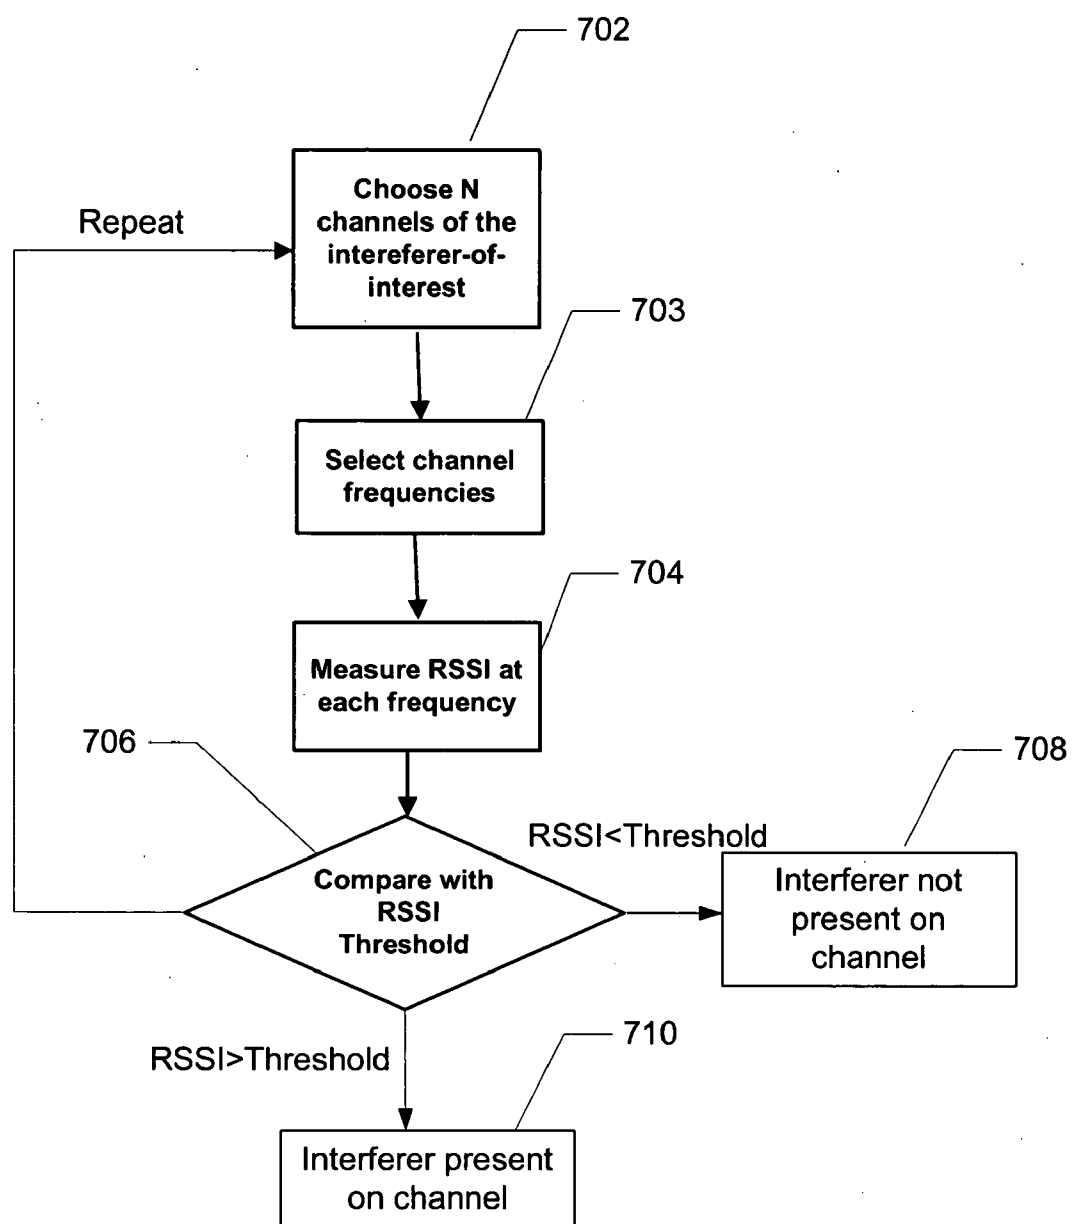 702
Choose N
channels of the
intereferer-of-
interest
Repeat
703
Select channel
frequencies
704
Measure RSSI at
each frequency
706
708
RSSI<Threshold
Compare with
RSSI
Threshold
Interferer not
present on
channel
710
RSSI>Threshold
Interferer present
on channel